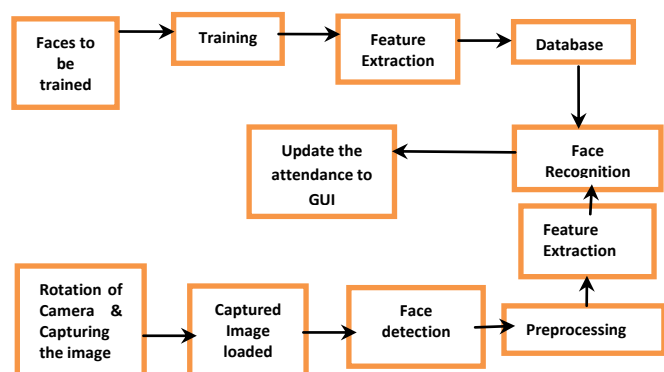 Faces to
be
trained
Training
Feature
Extraction
Database
Update the
attendance to
GUI
Face
Recognition
Feature
Extraction
Rotation of
Camera &
Capturing
the image
Captured
Image
loaded
Face
detection
Preprocessing